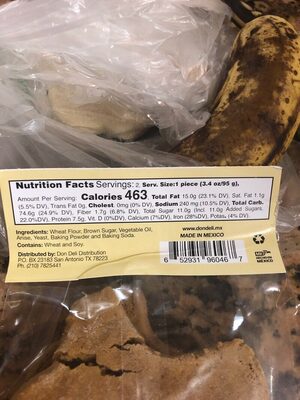 Nutrition Facts Servings: 2, Serv. Size:1 piece (3.4 oz/95 g),
Amount Per Serving: Calories 463, Total Fat 15.0g (23.1% DV), Sat Fat 1.1g
(5.5% DV), Trans Fat 0g, Cholest. 0mg (0% DV), Sodium 240 mg (10.5% DV), Total Carb.
74.6g (24.9% DV), Fiber 1.7g (6.8% DV), Total Sugar 11.0g (Incl. 11.0g Added Sugars,
22.0%DV), Protein 7.5g, Vit. D (0%DV), Calcium (7%DV), Iron (28%DV), Potas. (4% DV).
Ingredients: Wheat Flour, Brown Sugar, Vegetable Oil,
Anise, Yeast, Baking Powder and Baking Soda.
Contains: Wheat and Soy.
Distributed by: Don Deli Distribution
P.O. BX 23183 San Antonio TX 78223
Ph. (210) 7825441
www.dondeli.mx
MADE IN MEXICO
7 52931 96046 7